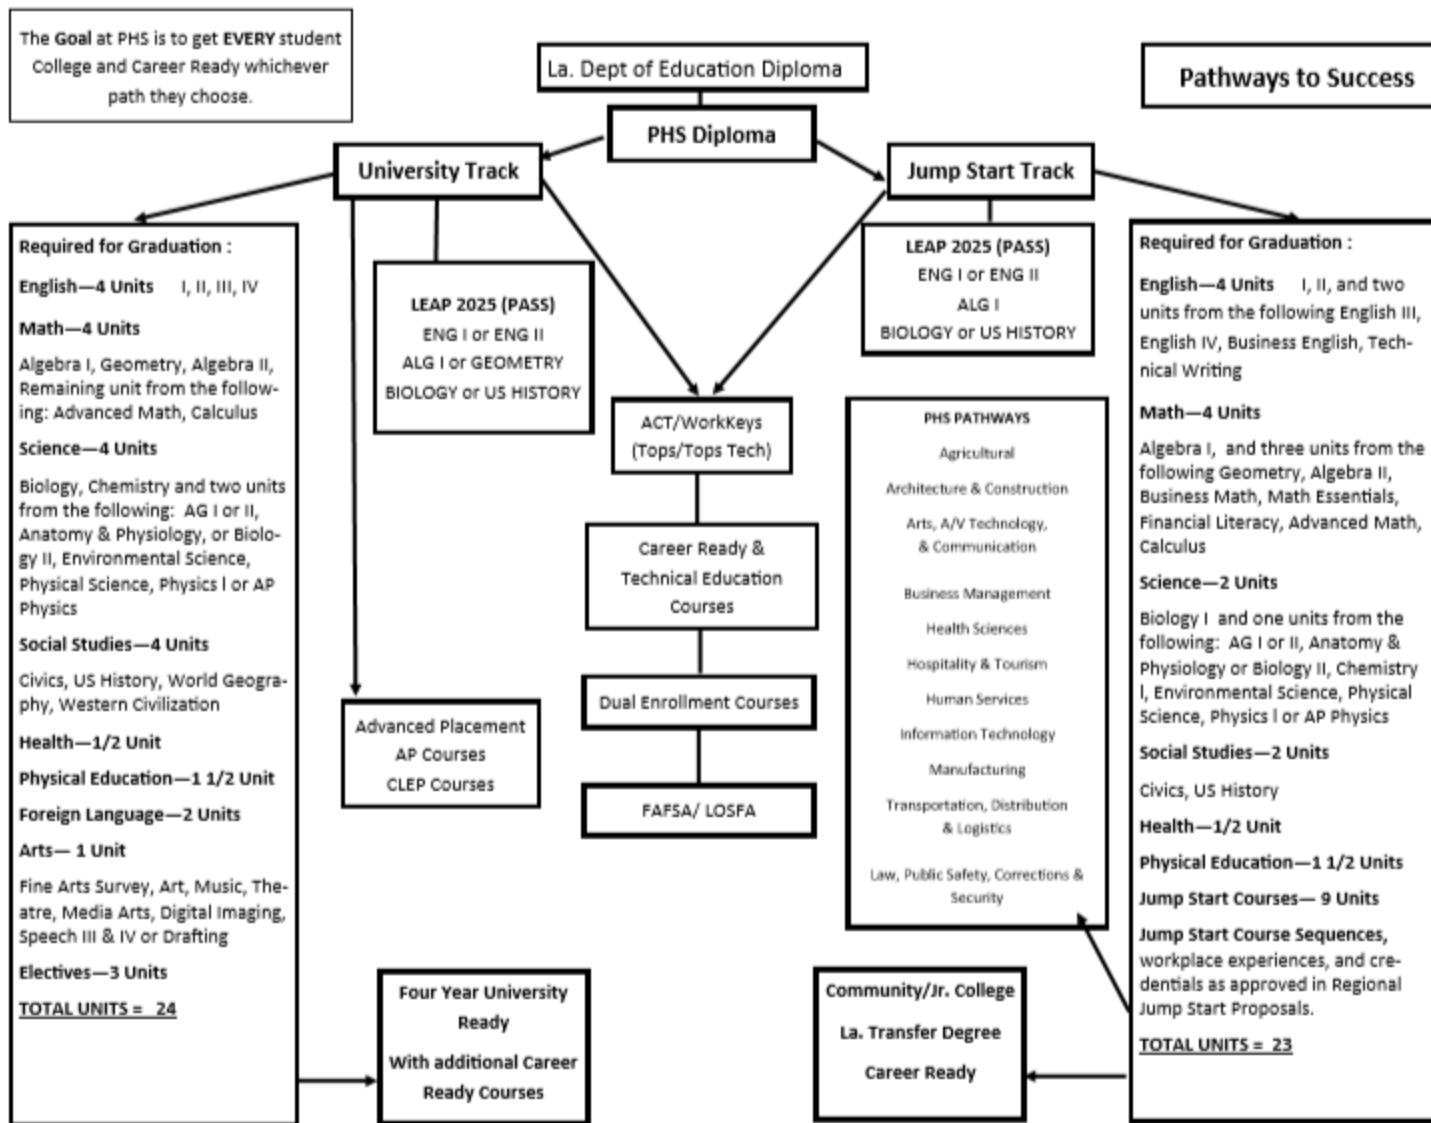 The Goal at PHS is to get EVERY student
College and Career Ready whichever
path they choose.
La. Dept of Education Diploma
Pathways to Success
PHS Diploma
University Track
Jump Start Track
Required for Graduation :
English—4 Units I, II, III, IV
Math—4 Units
Algebra I, Geometry, Algebra II,
Remaining unit from the follow-
ing: Advanced Math, Calculus
Science—4 Units
Biology, Chemistry and two units
from the following: AG I or II,
Anatomy & Physiology, or Biolo-
gy II, Environmental Science,
Physical Science, Physics l or AP
Physics
Social Studies—4 Units
Civics, US History, World Geogra-
phy, Western Civilization
Health—1/2 Unit
Physical Education—1 1/2 Unit
Foreign Language—2 Units
Arts— 1 Unit
Fine Arts Survey, Art, Music, The-
atre, Media Arts, Digital Imaging,
Speech III & IV or Drafting
Electives—3 Units
TOTAL UNITS = 24
LEAP 2025 (PASS)
ENG I or ENG II
ALG I or GEOMETRY
BIOLOGY or US HISTORY
Advanced Placement
AP Courses
CLEP Courses
Four Year University
Ready
With additional Career
Ready Courses
ACT/WorkKeys
(Tops/Tops Tech)
Career Ready &
Technical Education
Courses
Dual Enrollment Courses
FAFSA/ LOSFA
LEAP 2025 (PASS)
ENG I or ENG II
ALG I
BIOLOGY or US HISTORY
PHS PATHWAYS
Agricultural
Architecture & Construction
Arts, A/V Technology,
& Communication
Business Management
Health Sciences
Hospitality & Tourism
Human Services
Information Technology
Manufacturing
Transportation, Distribution
& Logistics
Law, Public Safety, Corrections &
Security
Community/Jr. College
La. Transfer Degree
Career Ready
Required for Graduation :
English—4 Units I, II, and two
units from the following English III,
English IV, Business English, Tech-
nical Writing
Math—4 Units
Algebra I, and three units from the
following Geometry, Algebra II,
Business Math, Math Essentials,
Financial Literacy, Advanced Math,
Calculus
Science—2 Units
Biology I and one units from the
following: AG I or II, Anatomy &
Physiology or Biology II, Chemistry
I, Environmental Science, Physical
Science, Physics l or AP Physics
Social Studies—2 Units
Civics, US History
Health—1/2 Unit
Physical Education—1 1/2 Units
Jump Start Courses— 9 Units
Jump Start Course Sequences,
workplace experiences, and cre-
dentials as approved in Regional
Jump Start Proposals.
TOTAL UNITS = 23